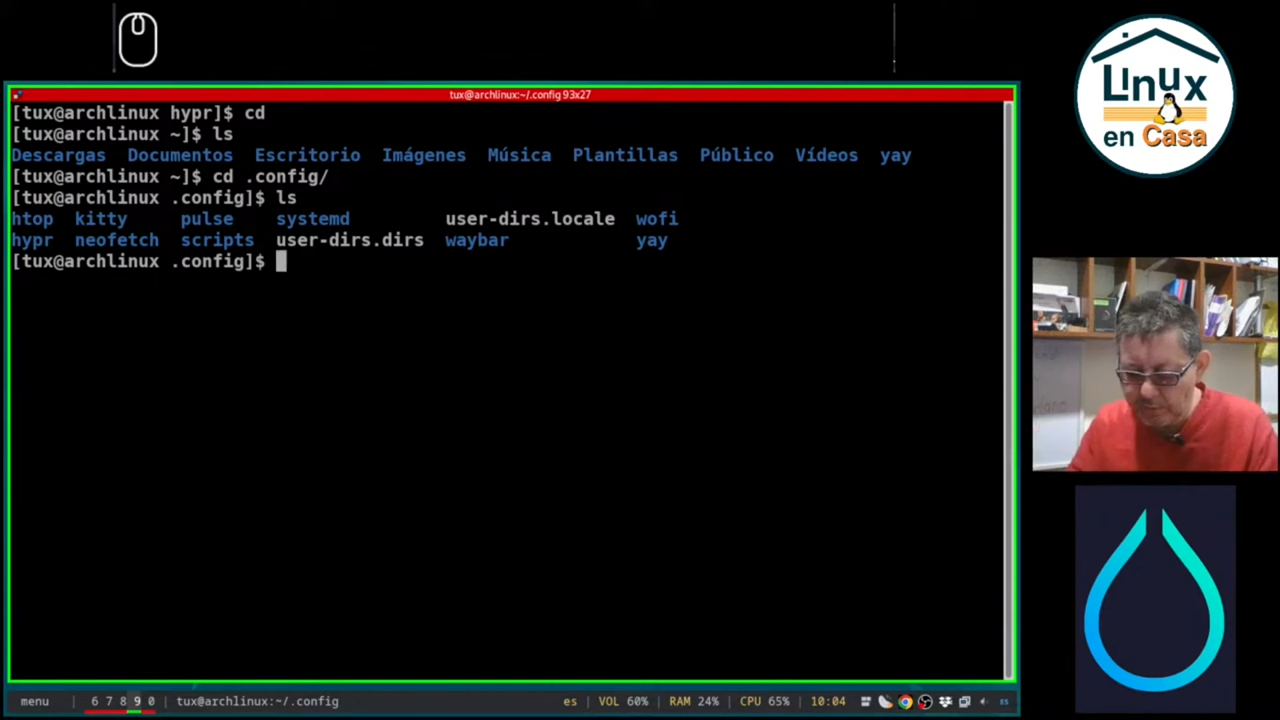 tux@archlinux:~/.config 93x27
[tux@archlinux hypr]$ cd
[tux@archlinux ~]$ ls
Descargas Documentos Escritorio Imágenes Música Plantillas Público Vídeos yay
[tux@archlinux ~]$ cd .config/
[tux@archlinux .config]$ ls
htop kitty pulse systemd user-dirs.locale wofi
hypr neofetch scripts user-dirs.dirs waybar yay
[tux@archlinux .config]$
menu | 6 7 8 9 0 | tux@archlinux:~/.config es | VOL 60% | RAM 24% | CPU 65% | 10:04 ES
Linux
en Casa